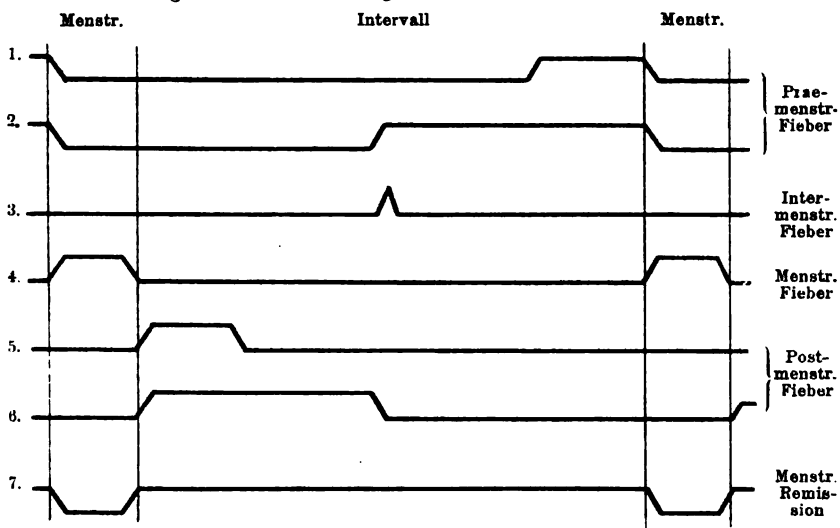 Menstr. Intervall Menstr.
1.
2.
Prae-
menstr-
Fieber
3.
Inter-
menstr.
Fieber
4.
Menstr.
Fieber
5.
6.
Post-
menstr.
Fieber
7.
Menstr.
Remis-
sion